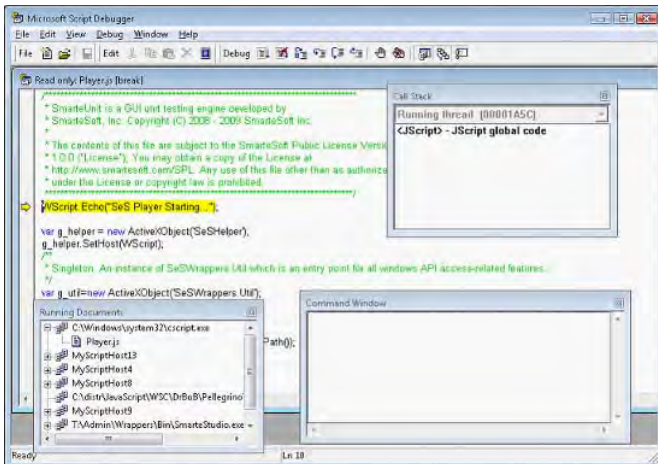 Microsoft Script Debugger
File Edit View Debug Window Help
File Edit Debug
Read only: Player.js [break]
/******************************************************************************
* SmarteUnit is a GUI unit testing engine developed by
* SmarteSoft, Inc. Copyright (C) 2008 - 2009 SmarteSoft Inc.
*
* The contents of this file are subject to the SmarteSoft Public License Versi
* 1.0.0 ("License"); You may obtain a copy of the License at
* http://www.smartesoft.com/SPL. Any use of this file other than as authoriza
* under the License or copyright law is prohibited.
******************************************************************************/
WScript.Echo("SeS Player Starting...");
var g_helper = new ActiveXObject('SeSHelper');
g_helper.SetHost(WScript);
/**
* Singleton. An instance of SeSWrappers.Util which is an entry point file all windows API access-related features.
*/
var g_util=new ActiveXObject('SeSWrappers.Util');
Path());
Call Stack
Running thread (00001A5C)
<JScript> - JScript global code
Running Documents
C:\Windows\system32\cscript.exe
Player.js
MyScriptHost13
MyScriptHost4
MyScriptHost8
C:\distr\JavaScript\WSC\DrBoB\Pellegrino
MyScriptHost9
T:\Admin\Wrappers\Bin\SmarteStudio.exe
Command Window
Ready Ln 10